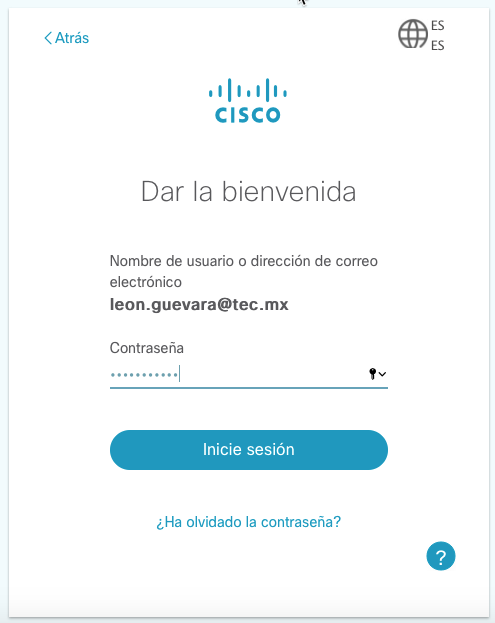 Atrás
ES
ES
CISCO
Dar la bienvenida
Nombre de usuario o dirección de correo
electrónico
leon.guevara@tec.mx
Contraseña
•••••••••••
Inicie sesión
¿Ha olvidado la contraseña?
?